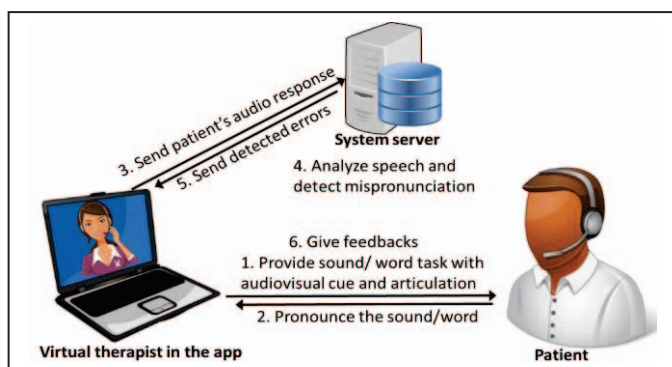 3. Send patient's audio response
5. Send detected errors
System server
4. Analyze speech and
detect mispronunciation
6. Give feedbacks
1. Provide sound/ word task with
audiovisual cue and articulation
2. Pronounce the sound/word
Virtual therapist in the app
Patient